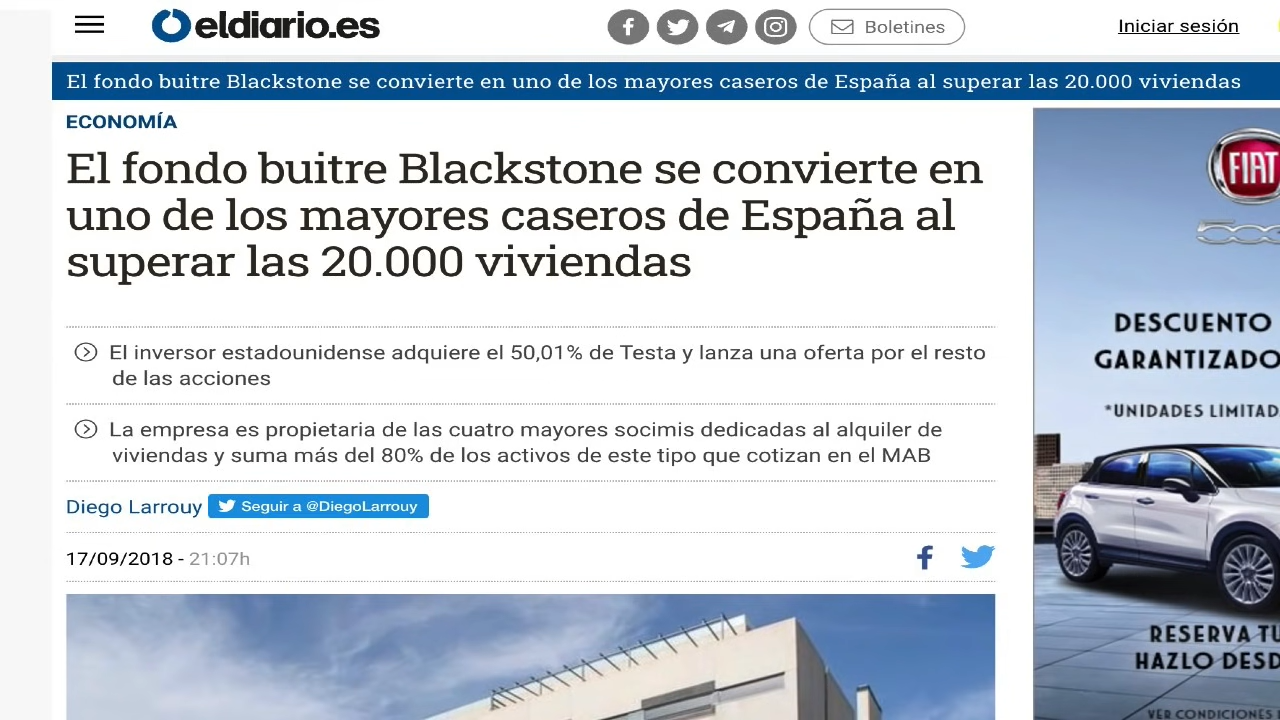 eldiario.es
Boletines
Iniciar sesión
El fondo buitre Blackstone se convierte en uno de los mayores caseros de España al superar las 20.000 viviendas
ECONOMÍA
El fondo buitre Blackstone se convierte en
uno de los mayores caseros de España al
superar las 20.000 viviendas
El inversor estadounidense adquiere el 50,01% de Testa y lanza una oferta por el resto
de las acciones
La empresa es propietaria de las cuatro mayores socimis dedicadas al alquiler de
viviendas y suma más del 80% de los activos de este tipo que cotizan en el MAB
Diego Larrouy Seguir a @DiegoLarrouy
17/09/2018 - 21:07h
FIAT
500
DESCUENTO
GARANTIZADO
*UNIDADES LIMITAD
RESERVA TU
HAZLO DESD
VER CONDICIONES